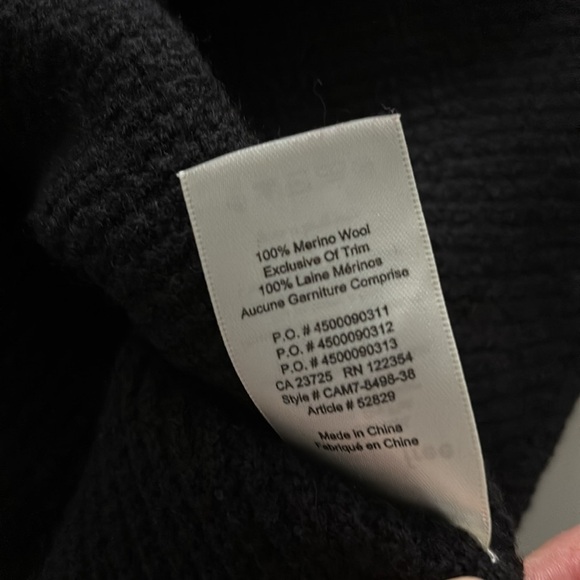 100% Merino Wool
Exclusive Of Trim
100% Laine Mérinos
Aucune Garniture Comprise
P.O. # 4500090311
P.O. # 4500090312
P.O. # 4500090313
CA 23725 RN 122354
Style # CAM7-8498-38
Article # 52829
Made in China
Fabriqué en Chine